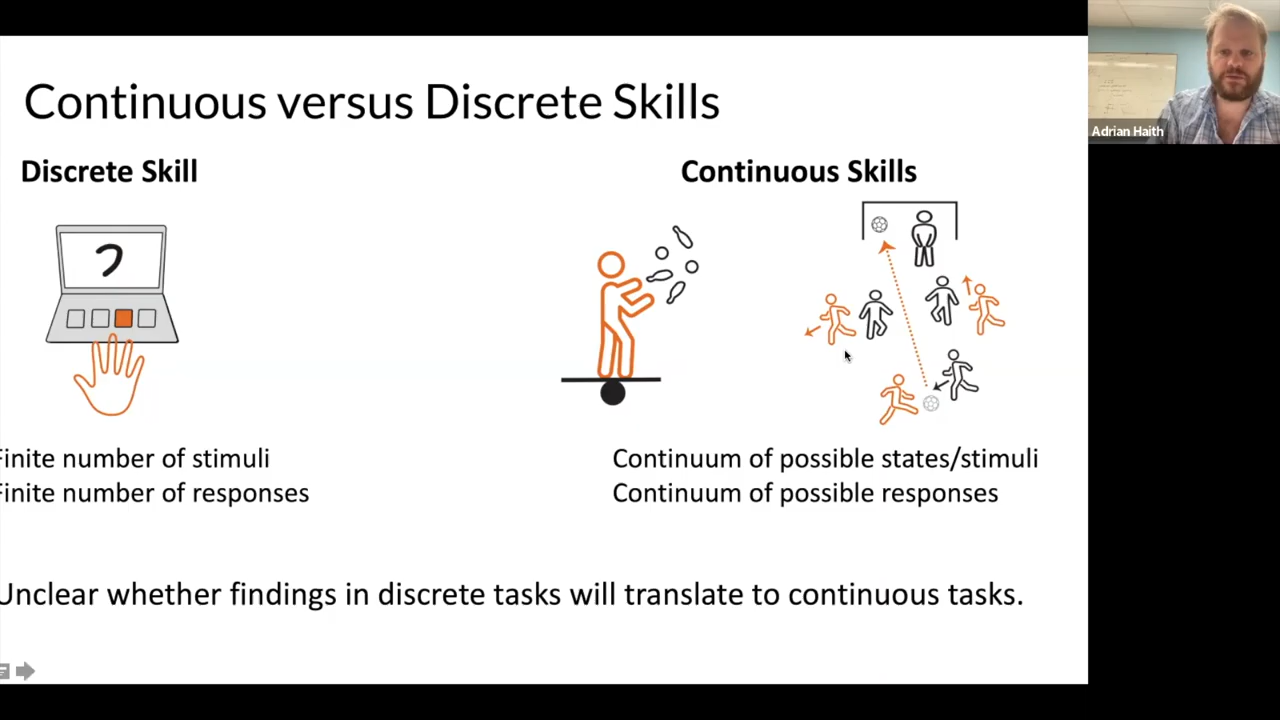 Continuous versus Discrete Skills
Discrete Skill
Continuous Skills
Finite number of stimuli
Finite number of responses
Continuum of possible states/stimuli
Continuum of possible responses
Unclear whether findings in discrete tasks will translate to continuous tasks.
Adrian Haith